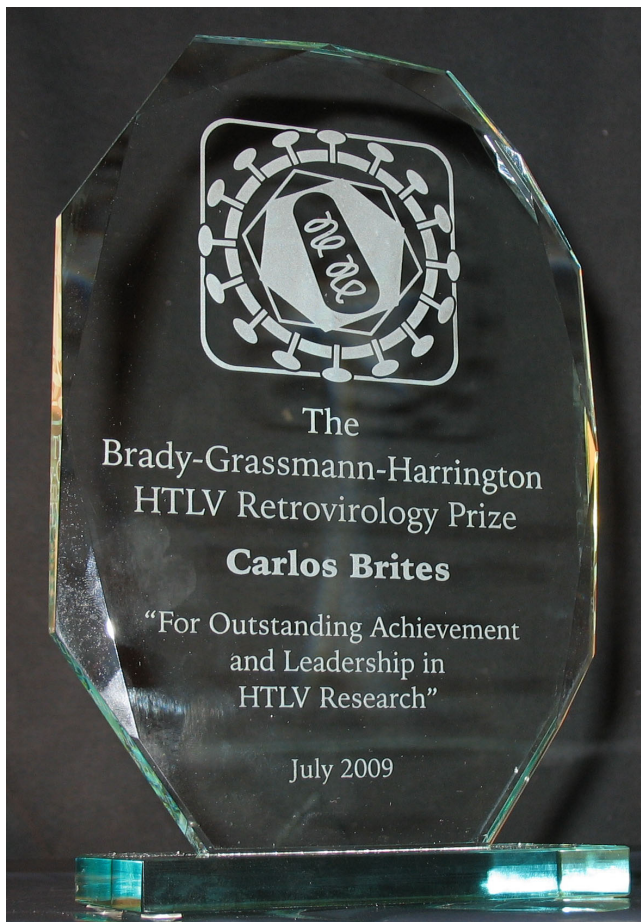 The
Brady-Grassmann-Harrington
HTLV Retrovirology Prize
Carlos Brites
“For Outstanding Achievement
and Leadership in
HTLV Research”
July 2009